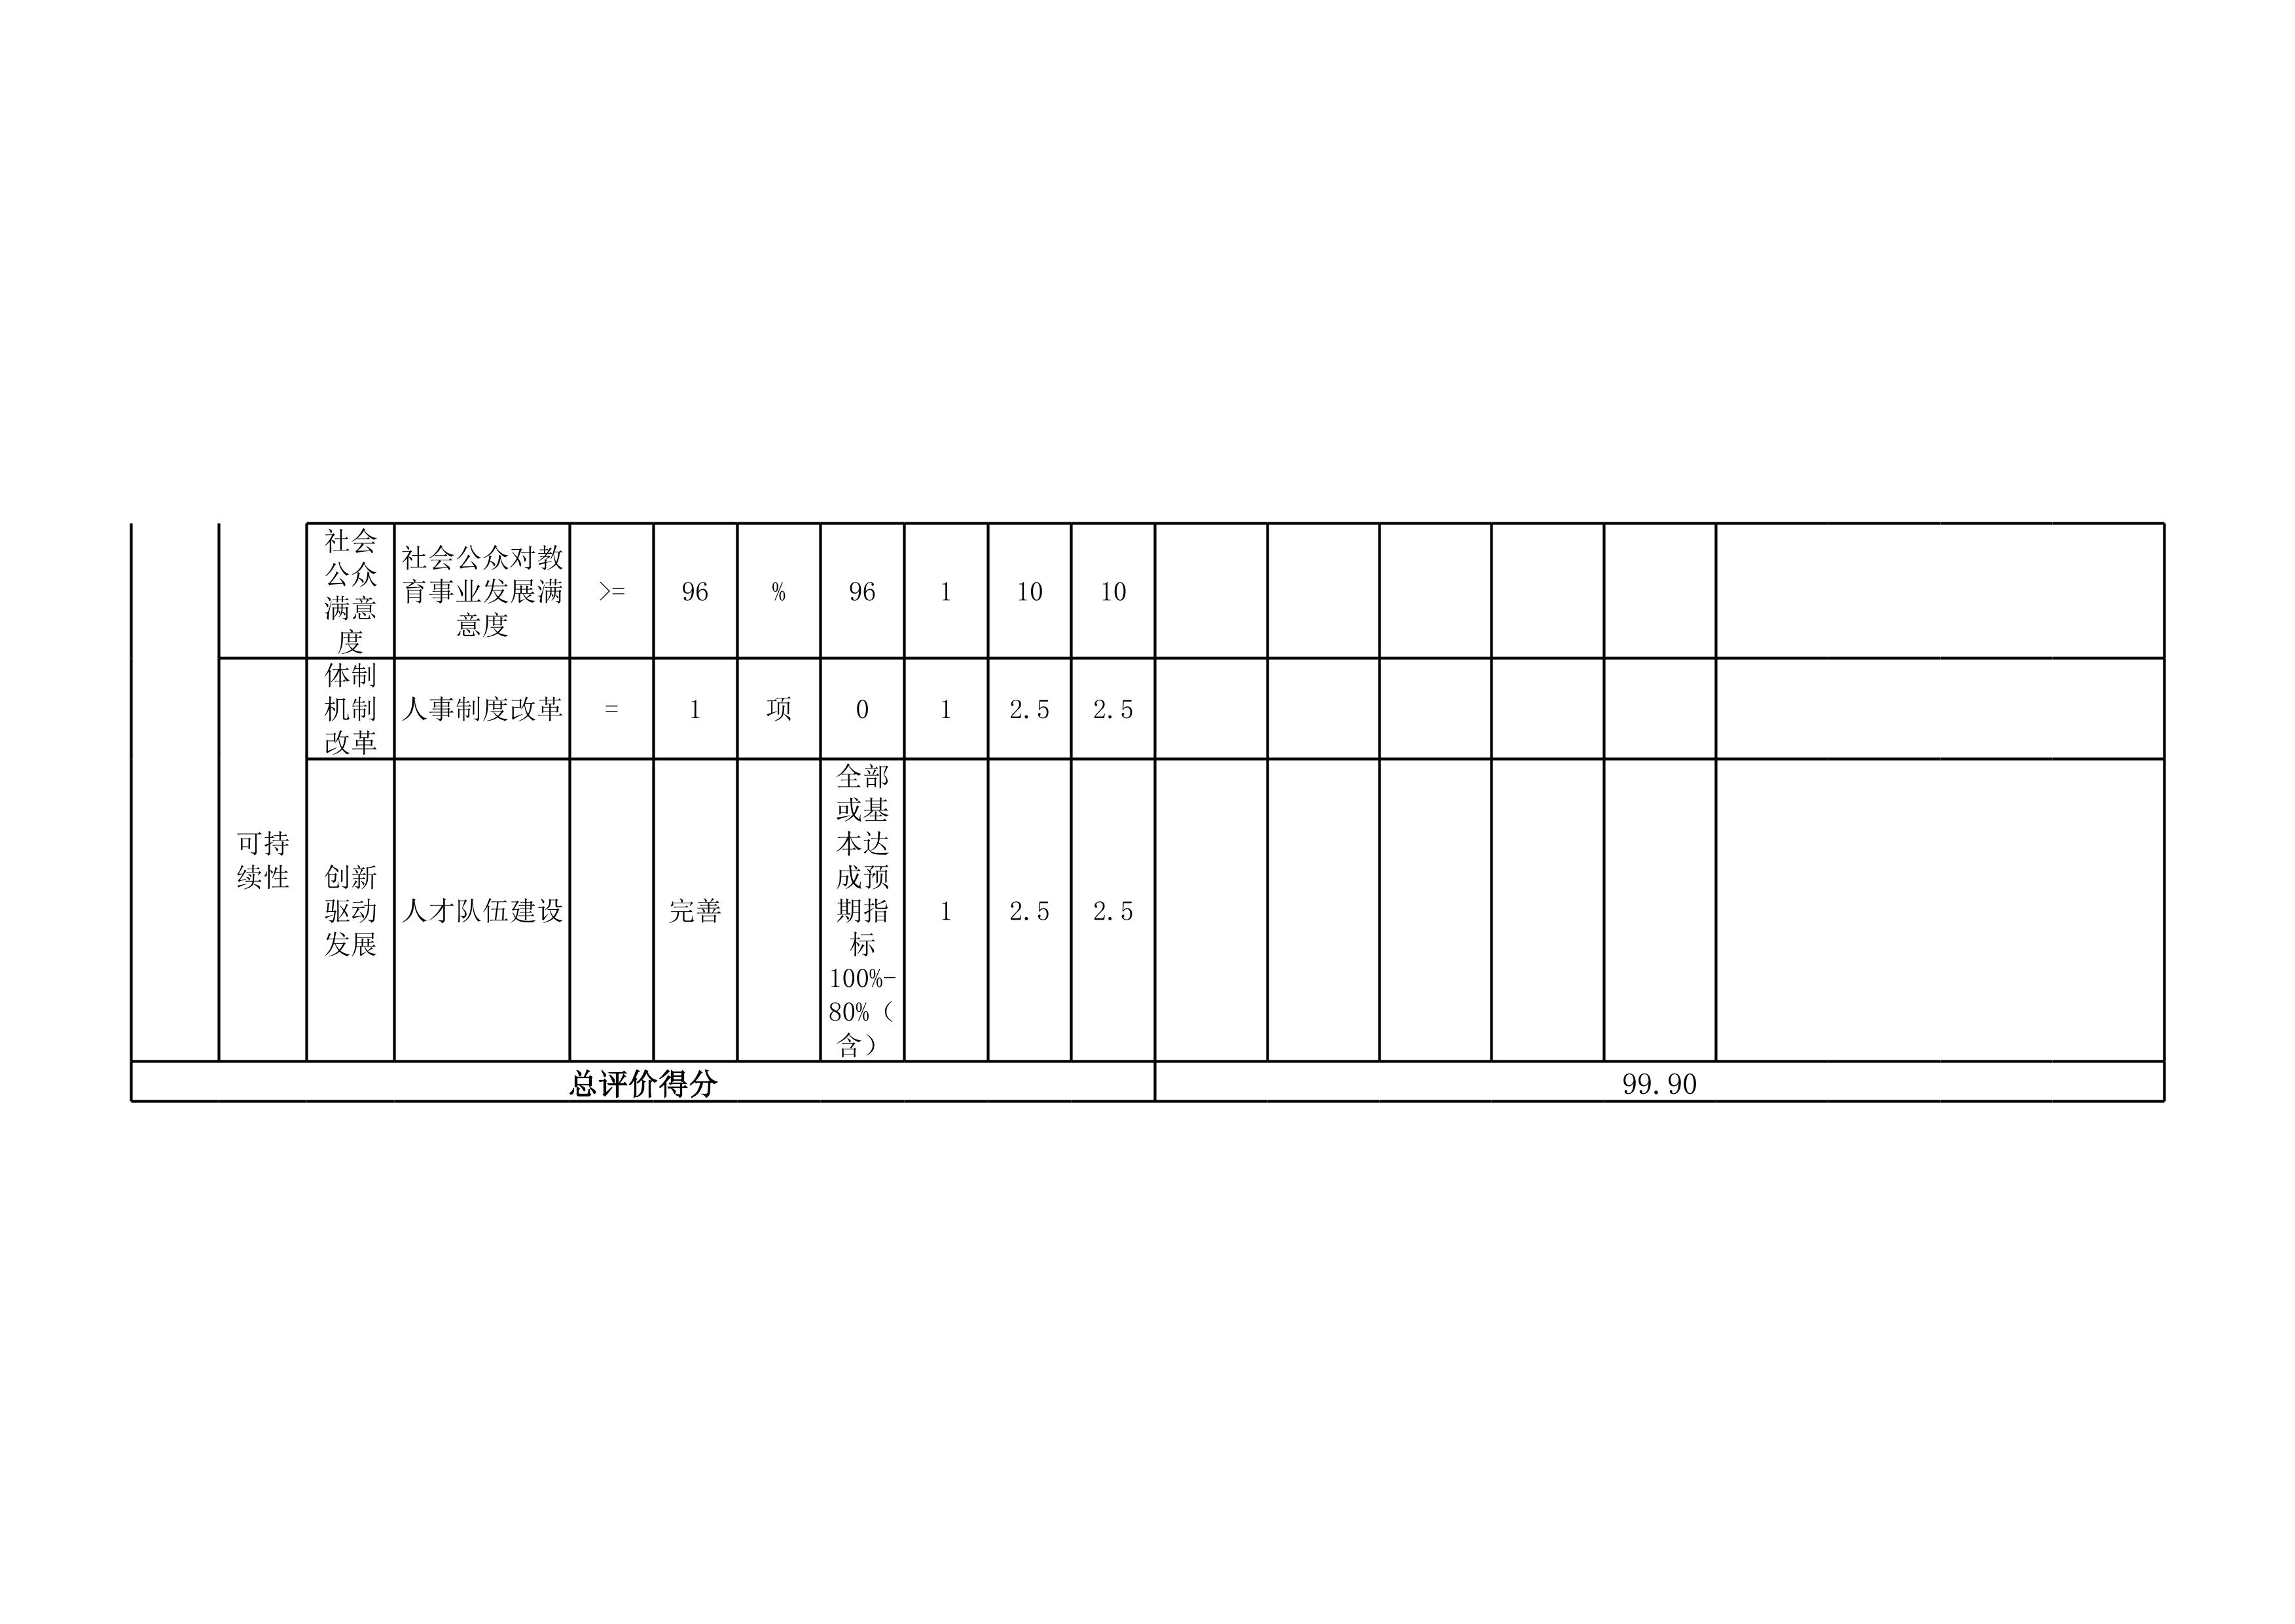 社会
公众
满意
度
社会公众对教
育事业发展满
意度
>=
96
%
96
1
10
10
可持
续性
体制
机制
改革
人事制度改革
=
1
项
0
1
2.5
2.5
创新
驱动
发展
人才队伍建设
完善
全部
或基
本达
成预
期指
标
100%-
80%（
含）
1
2.5
2.5
总评价得分
99.90